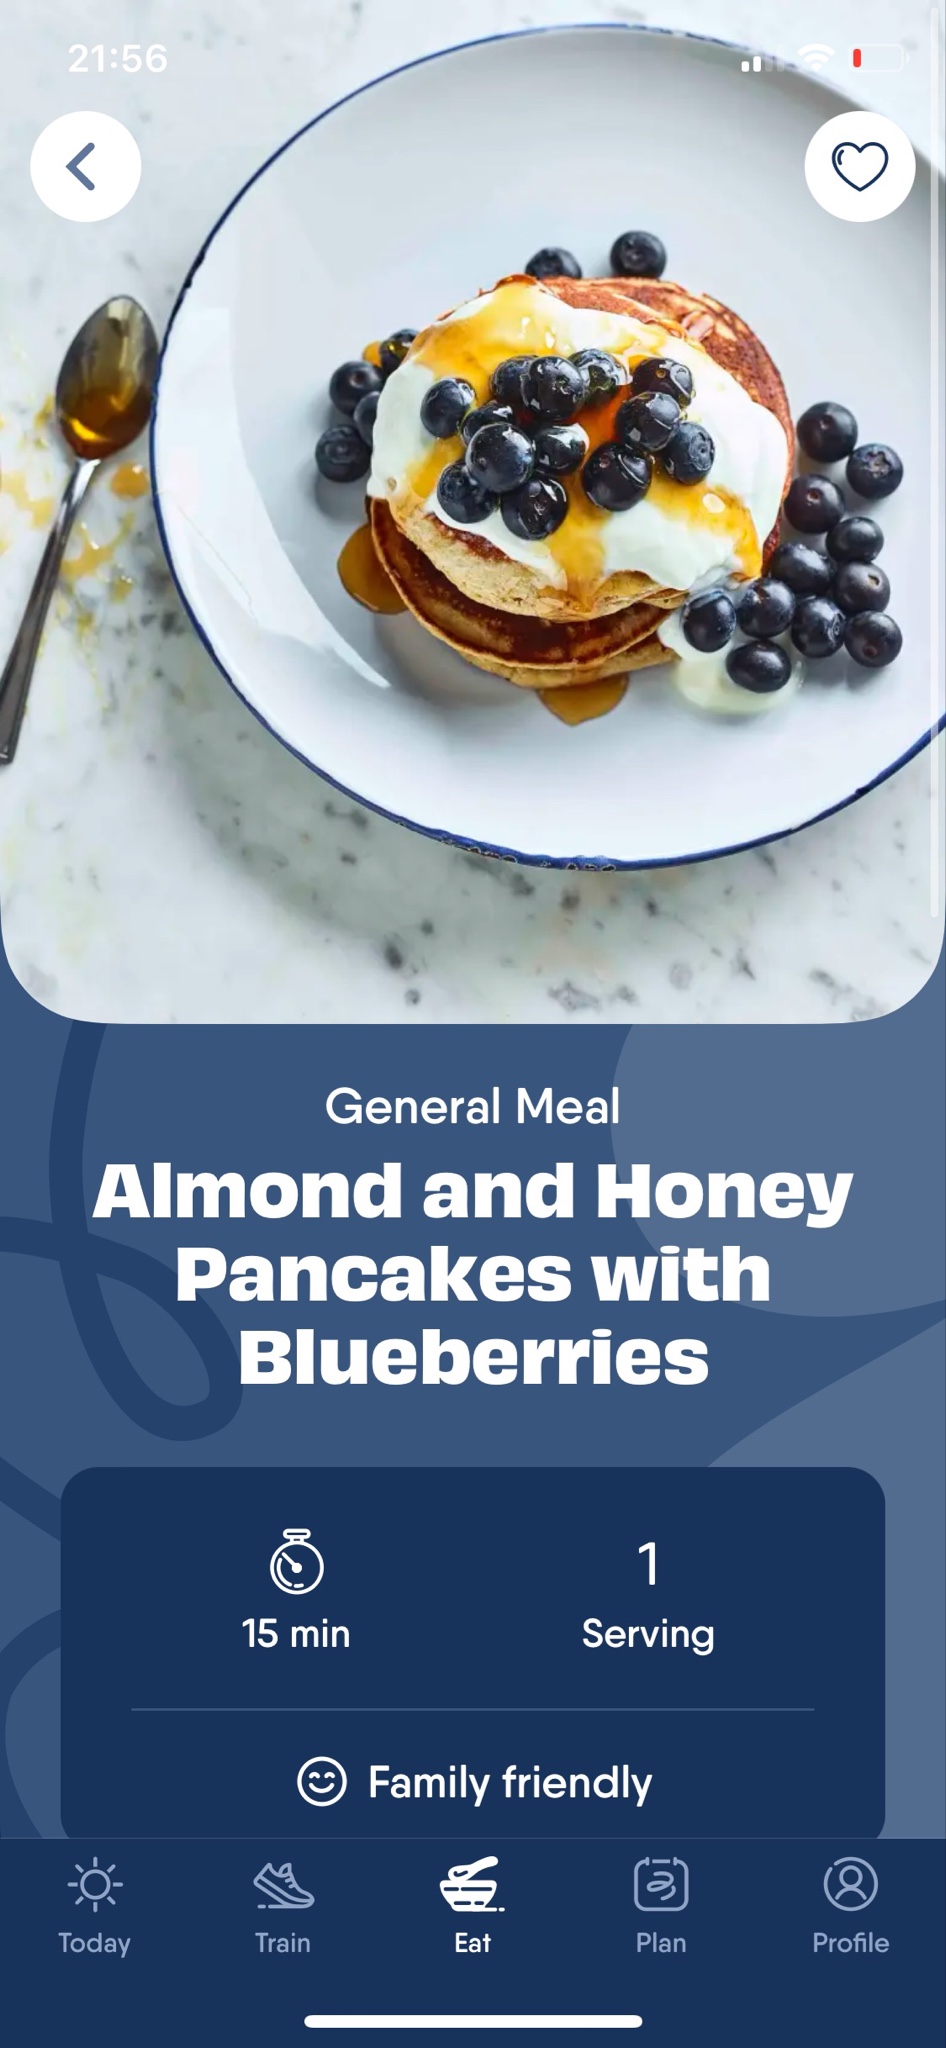 21:56
General Meal
Almond and Honey
Pancakes with
Blueberries
15 min
1
Serving
Family friendly
Today
Train
Eat
Plan
Profile